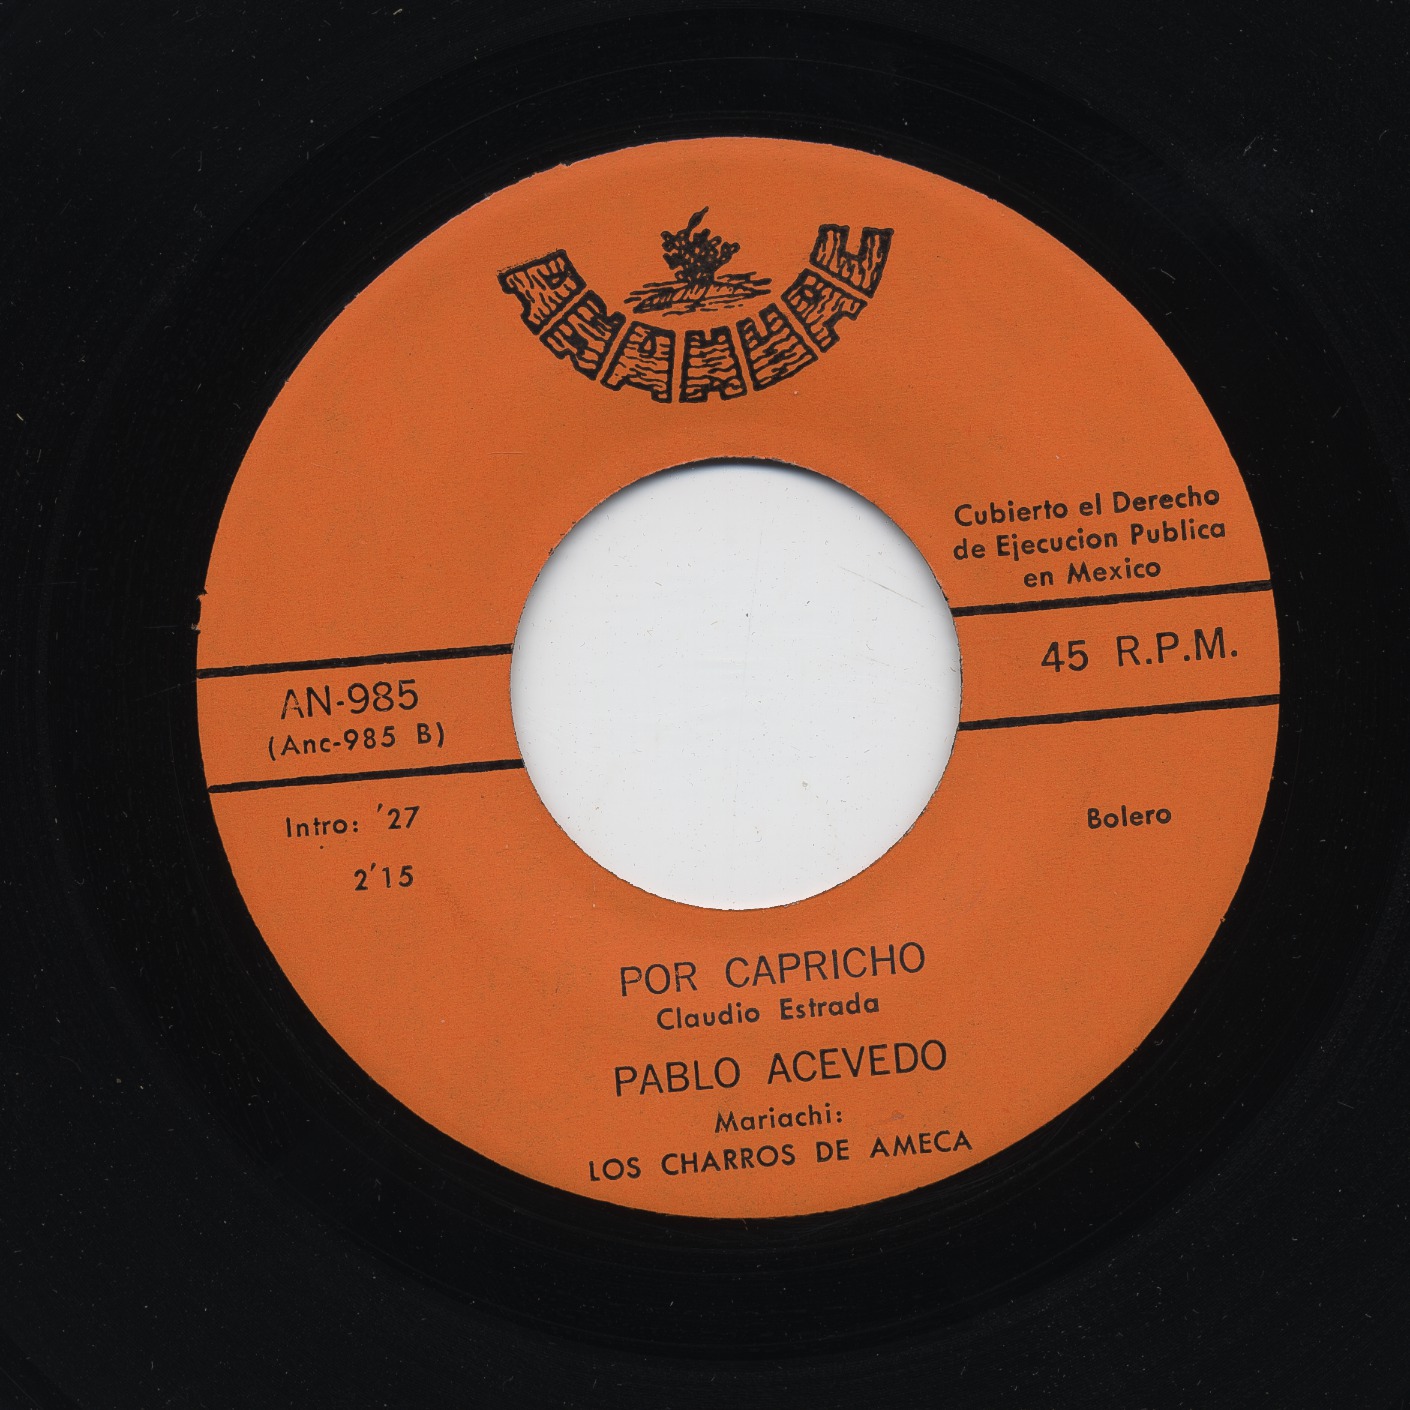 Cubierto el Derecho
de Ejecucion Publica
en Mexico
45 R.P.M.
AN-985
(Anc-985 B)
Intro: '27
2'15
Bolero
POR CAPRICHO
Claudio Estrada
PABLO ACEVEDO
Mariachi:
LOS CHARROS DE AMECA